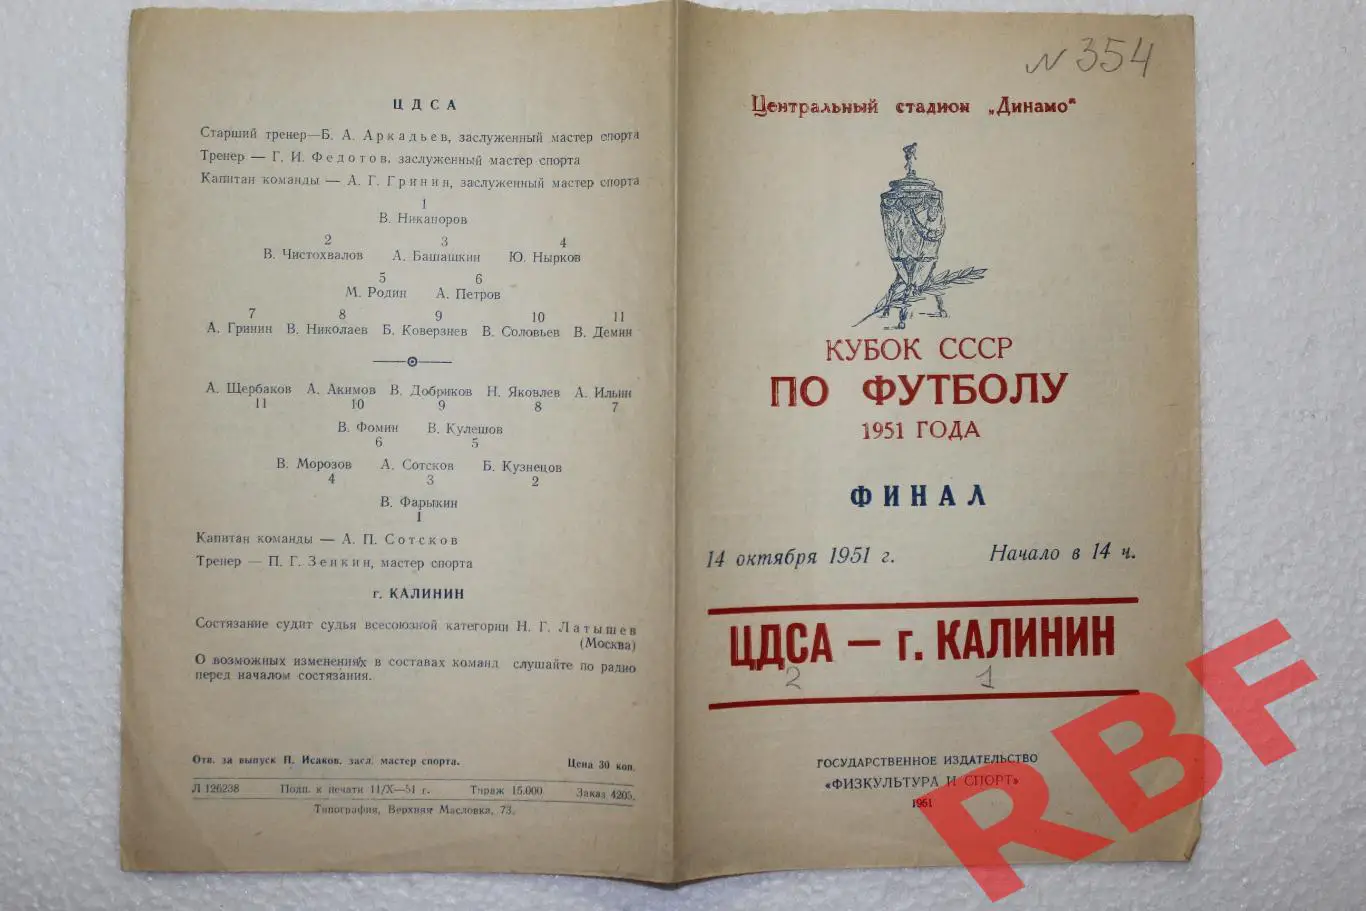 ЦДСА
Старший тренер—Б. А. Аркадьев, заслуженный мастер спорта
Тренер — Г. И. Федотов, заслуженный мастер спорта
Капитан команды — А. Г. Гринин, заслуженный мастер спорта
1
В. Никаноров
2 3 4
В. Чистохвалов А. Башашкин Ю. Нырков
5 6
М. Родин А. Петров
7 8 9 10 11
А. Гринин В. Николаев Б. Коверзнев В. Соловьев В. Демин
А. Щербаков А. Акимов В. Добриков Н. Яковлев А. Ильин
11 10 9 8 7
В. Фомин В. Кулешов
6 5
В. Морозов А. Сотсков Б. Кузнецов
4 3 2
В. Фарыкин
1
Капитан команды — А. П. Сотсков
Тренер — П. Г. Зенкин, мастер спорта
г. КАЛИНИН
Состязание судит судья всесоюзной категории Н. Г. Латышев
(Москва)
О возможных изменениях в составах команд слушайте по радио
перед началом состязания.
Отв. за выпуск П. Исаков, засл. мастер спорта. Цена 30 коп.
Л 126238 Подп. к печати 11/X—51 г. Тираж 15.000 Заказ 4205.
Типография, Верхняя Масловка, 73.
N 354
Центральный стадион „Динамо"
КУБОК СССР
ПО ФУТБОЛУ
1951 ГОДА
ФИНАЛ
14 октября 1951 г. Начало в 14 ч.
ЦДСА — г. КАЛИНИН
2 1
ГОСУДАРСТВЕННОЕ ИЗДАТЕЛЬСТВО
«ФИЗКУЛЬТУРА И СПОРТ»
1951
RBF